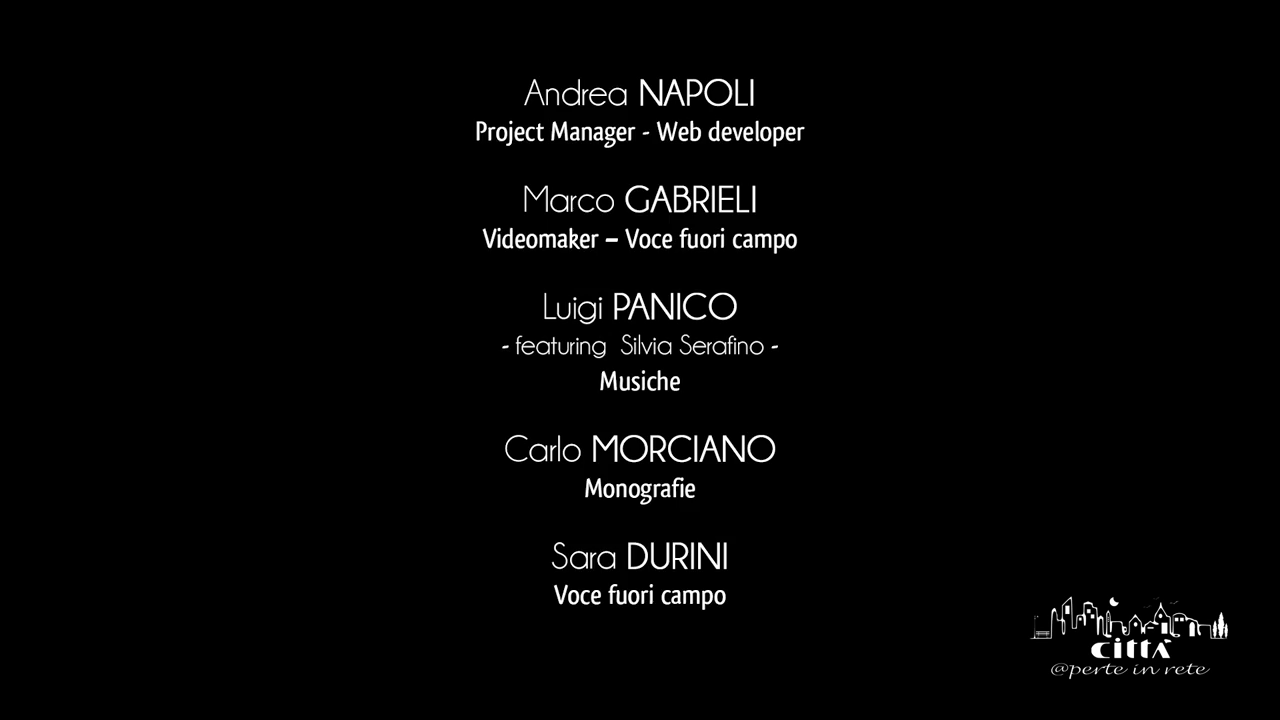 Andrea NAPOLI
Project Manager - Web developer
Marco GABRIELI
Videomaker – Voce fuori campo
Luigi PANICO
- featuring Silvia Serafino -
Musiche
Carlo MORCIANO
Monografie
Sara DURINI
Voce fuori campo
CITTÀ
@perte in rete